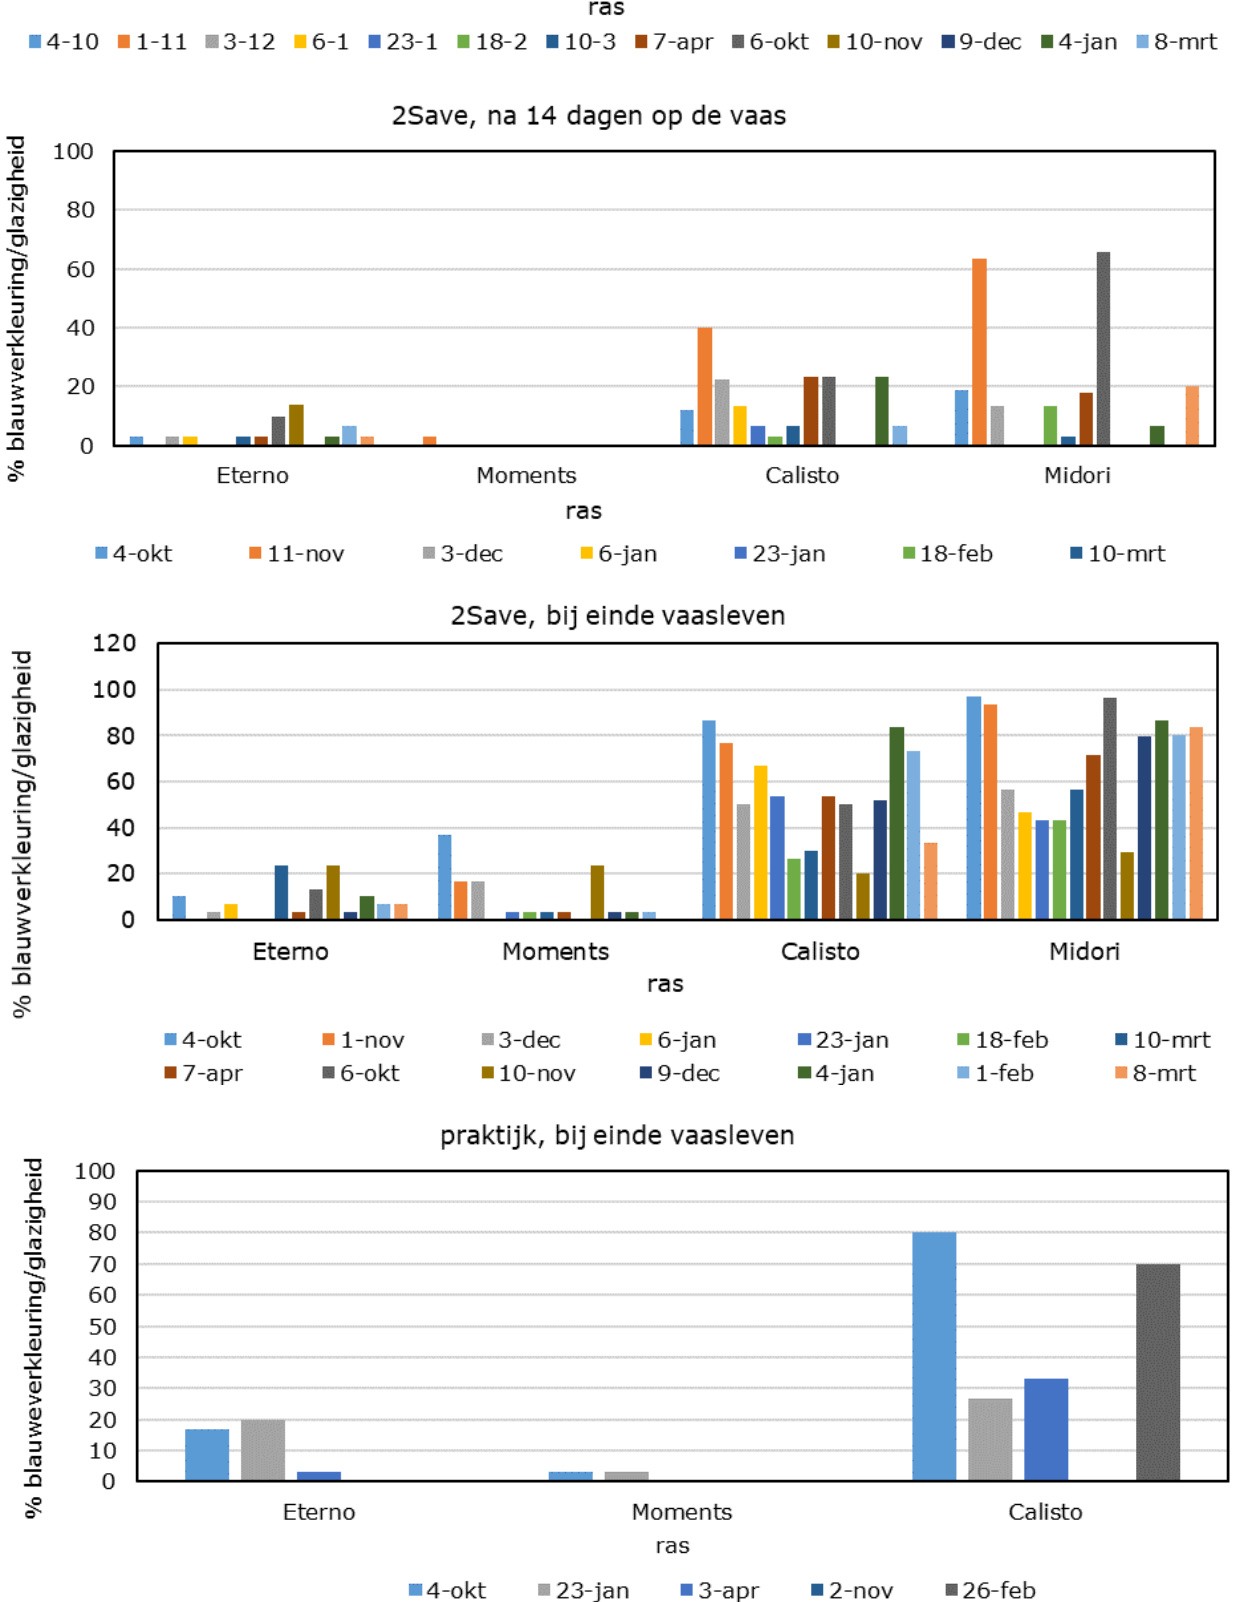 ras
4-10 1-11 3-12 6-1 23-1 18-2 10-3 7-apr 6-okt 10-nov 9-dec 4-jan 8-mrt
2Save, na 14 dagen op de vaas
% blauwverkleuring/glazigheid
100
80
60
40
20
0
Eterno Moments Calisto Midori
ras
4-okt 11-nov 3-dec 6-jan 23-jan 18-feb 10-mrt
2Save, bij einde vaasleven
% blauwverkleuring/glazigheid
120
100
80
60
40
20
0
Eterno Moments Calisto Midori
ras
4-okt 1-nov 3-dec 6-jan 23-jan 18-feb 10-mrt
7-apr 6-okt 10-nov 9-dec 4-jan 1-feb 8-mrt
praktijk, bij einde vaasleven
% blauweverkleuring/glazigheid
100
90
80
70
60
50
40
30
20
10
0
Eterno Moments Calisto
ras
4-okt 23-jan 3-apr 2-nov 26-feb